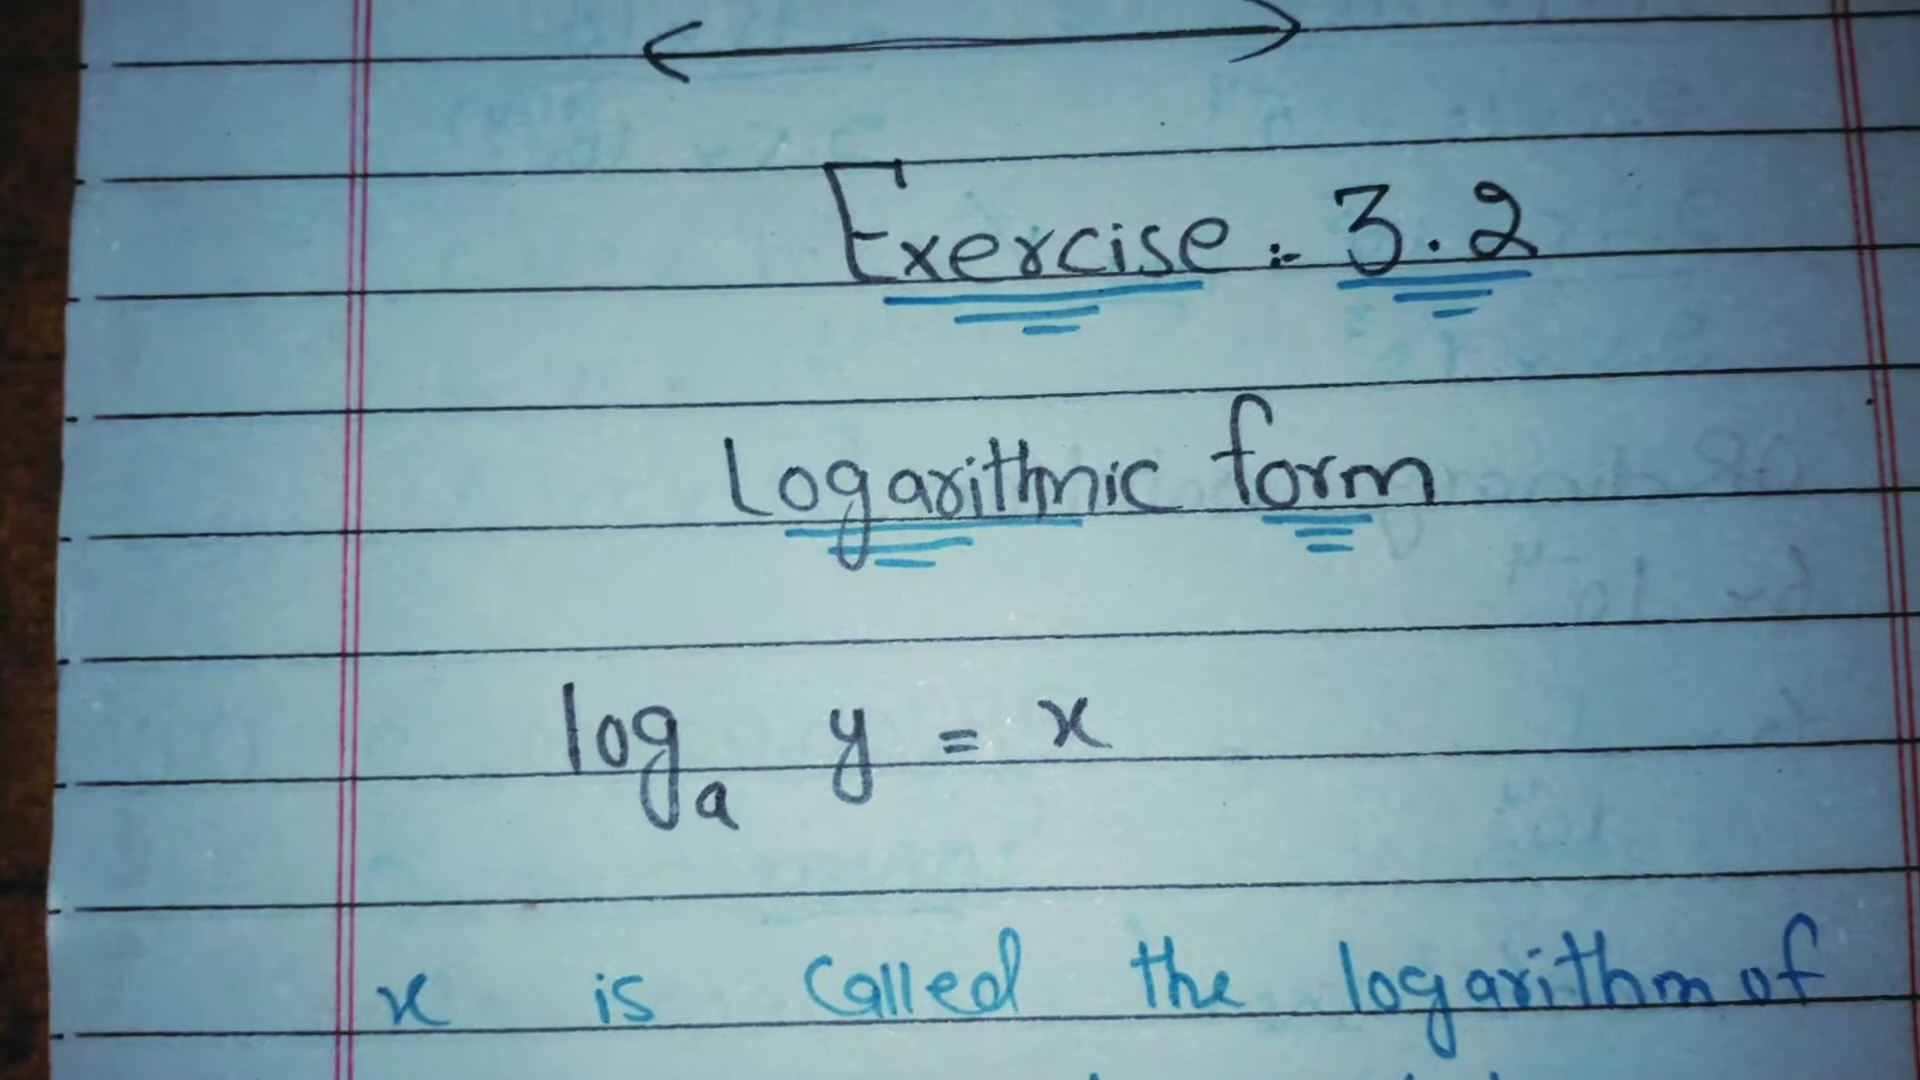 Exercise :- 3.2
Logarithmic form
logₐ y = x
x is called the logarithm of